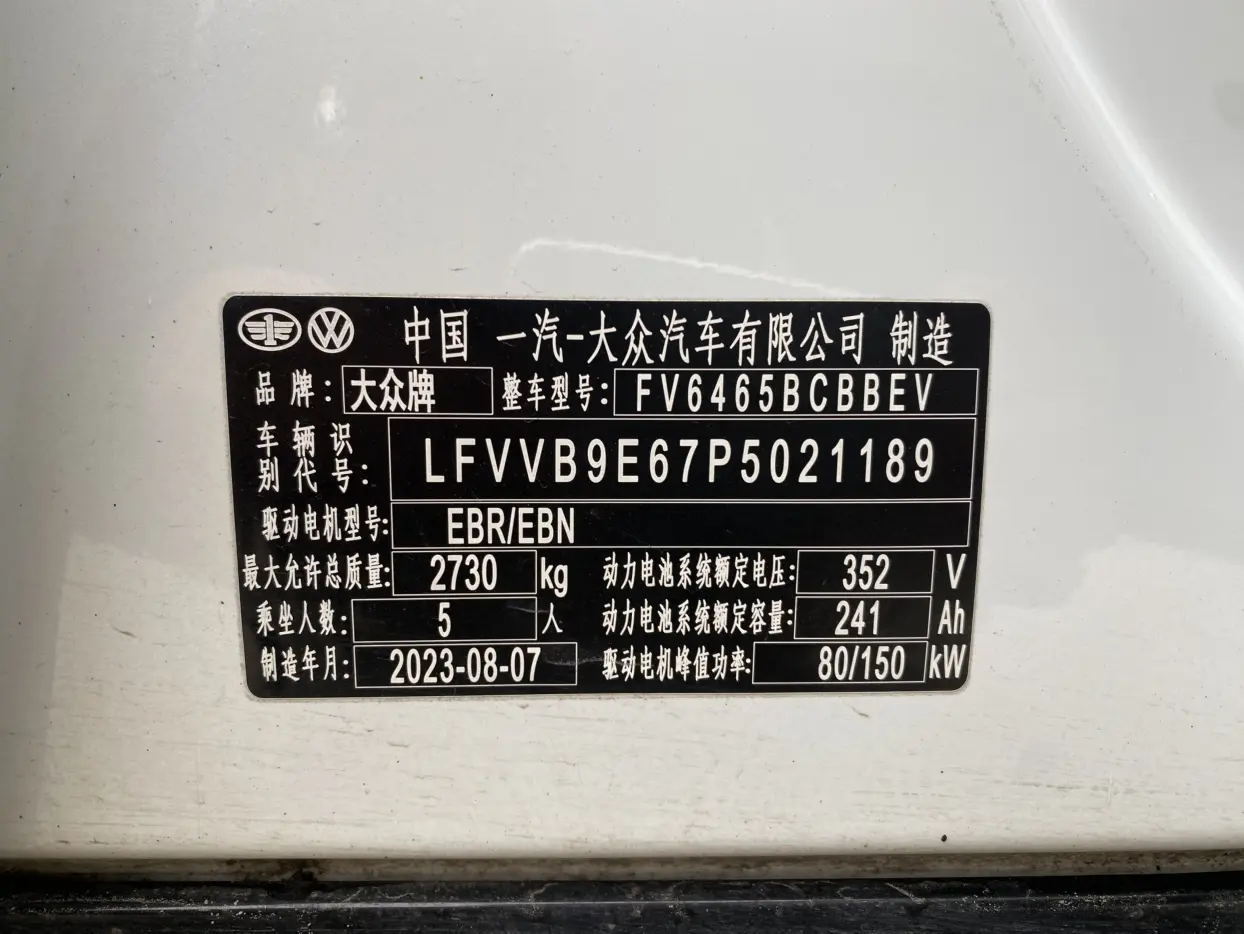 中国 一汽-大众汽车有限公司 制造
品牌: 大众牌 整车型号: FV6465BCBBEV
车辆识别代号: LFVVB9E67P5021189
驱动电机型号: EBR/EBN
最大允许总质量: 2730 kg 动力电池系统额定电压: 352 V
乘坐人数: 5 人 动力电池系统额定容量: 241 Ah
制造年月: 2023-08-07 驱动电机峰值功率: 80/150 kW